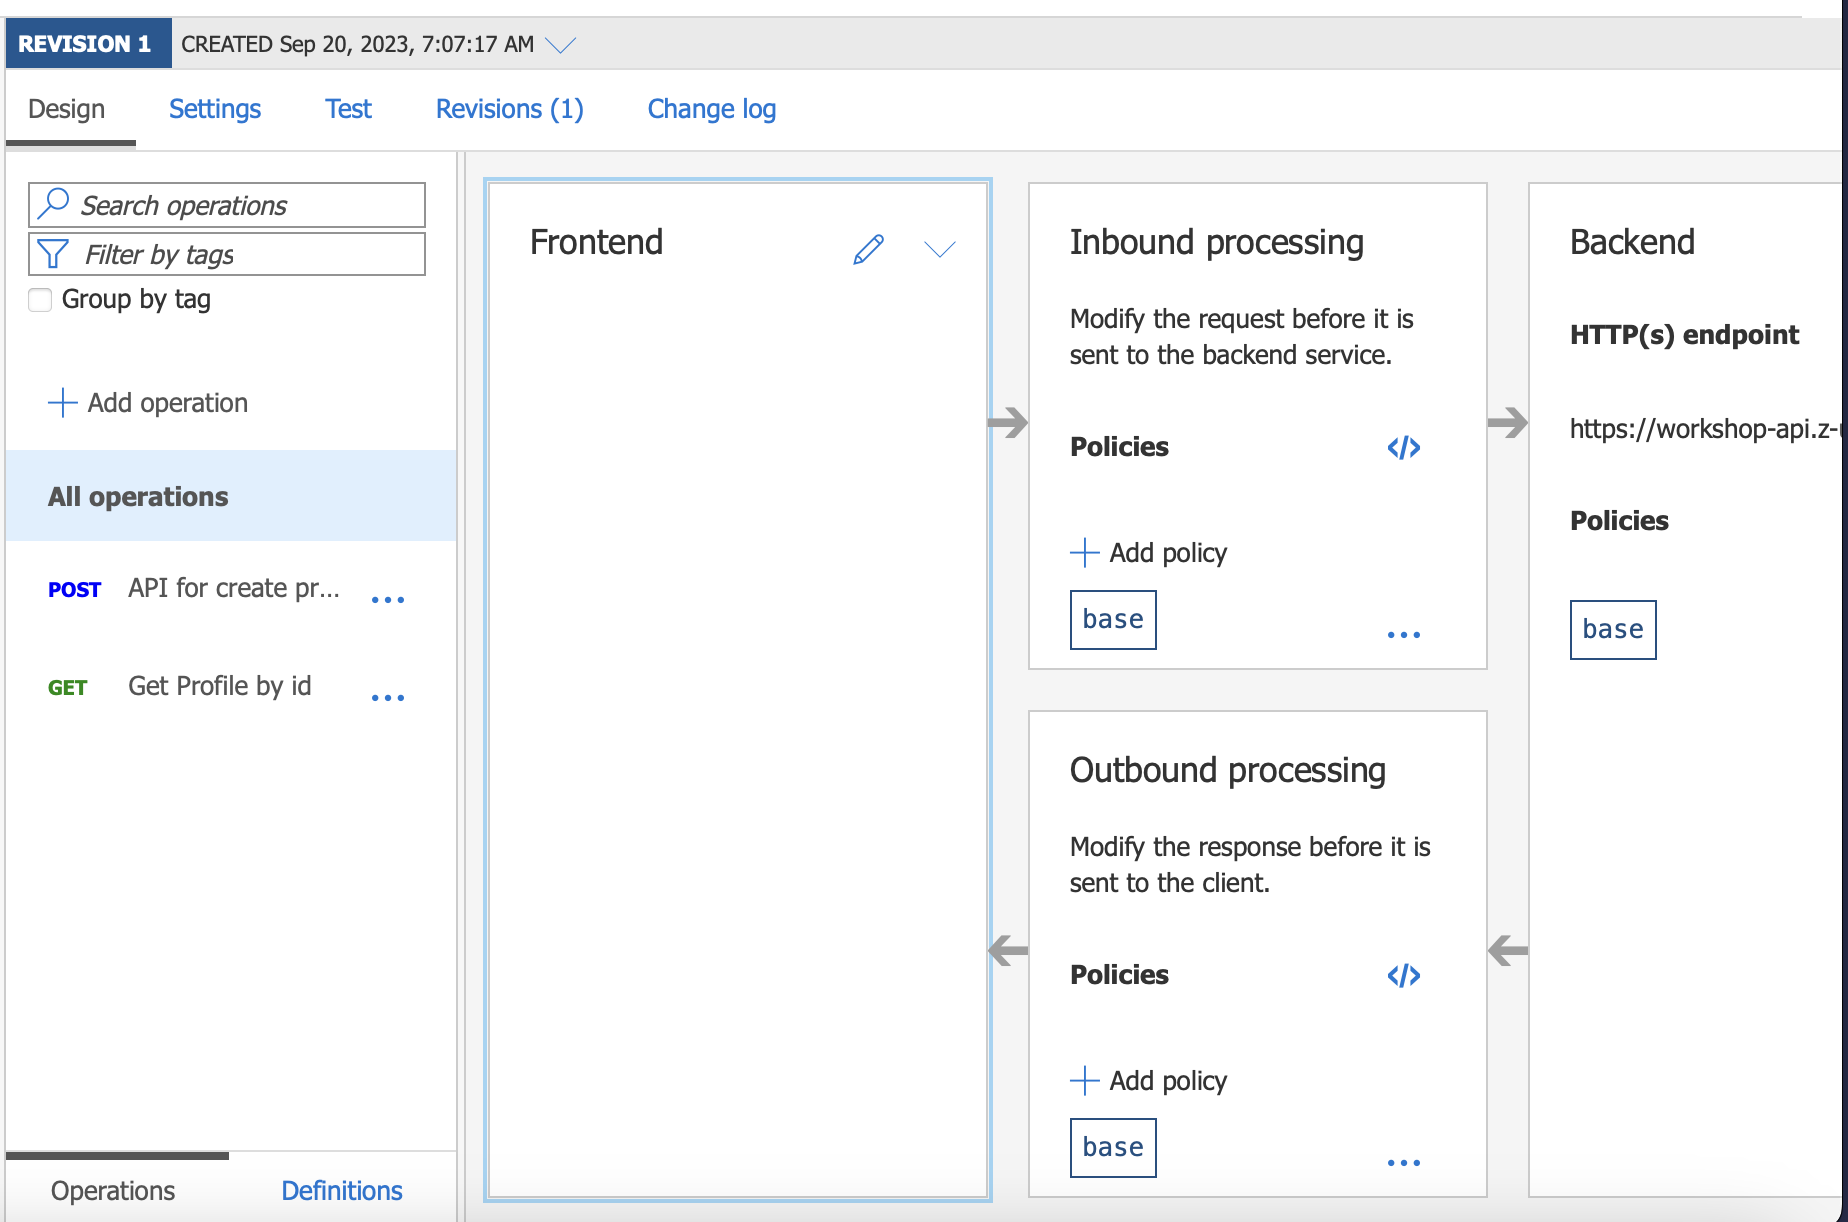 REVISION 1 CREATED Sep 20, 2023, 7:07:17 AM
Design Settings Test Revisions (1) Change log
Search operations
Filter by tags
Group by tag
Add operation
All operations
POST API for create pr...
GET Get Profile by id
Operations Definitions
Frontend
Inbound processing
Modify the request before it is
sent to the backend service.
Policies </>
Add policy
base
Outbound processing
Modify the response before it is
sent to the client.
Policies </>
Add policy
base
Backend
HTTP(s) endpoint
https://workshop-api.z-
Policies
base